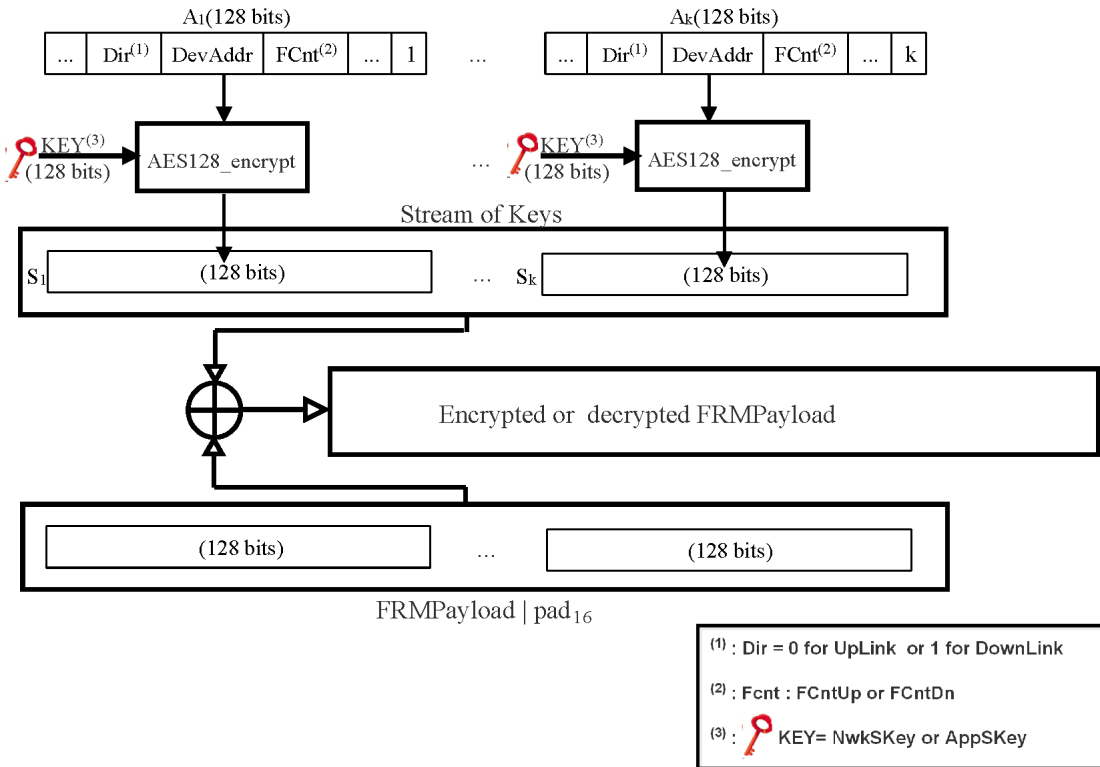 A1(128 bits) Ak(128 bits)
... Dir(1) DevAddr FCnt(2) ... 1 ... ... Dir(1) DevAddr FCnt(2) ... k
KEY(3) AES128_encrypt ... KEY(3) AES128_encrypt
(128 bits) (128 bits)
Stream of Keys
S1 (128 bits) ... Sk (128 bits)
Encrypted or decrypted FRMPayload
(128 bits) ... (128 bits)
FRMPayload | pad16
(1) : Dir = 0 for UpLink or 1 for DownLink
(2) : Fcnt : FCntUp or FCntDn
(3) : KEY= NwkSKey or AppSKey